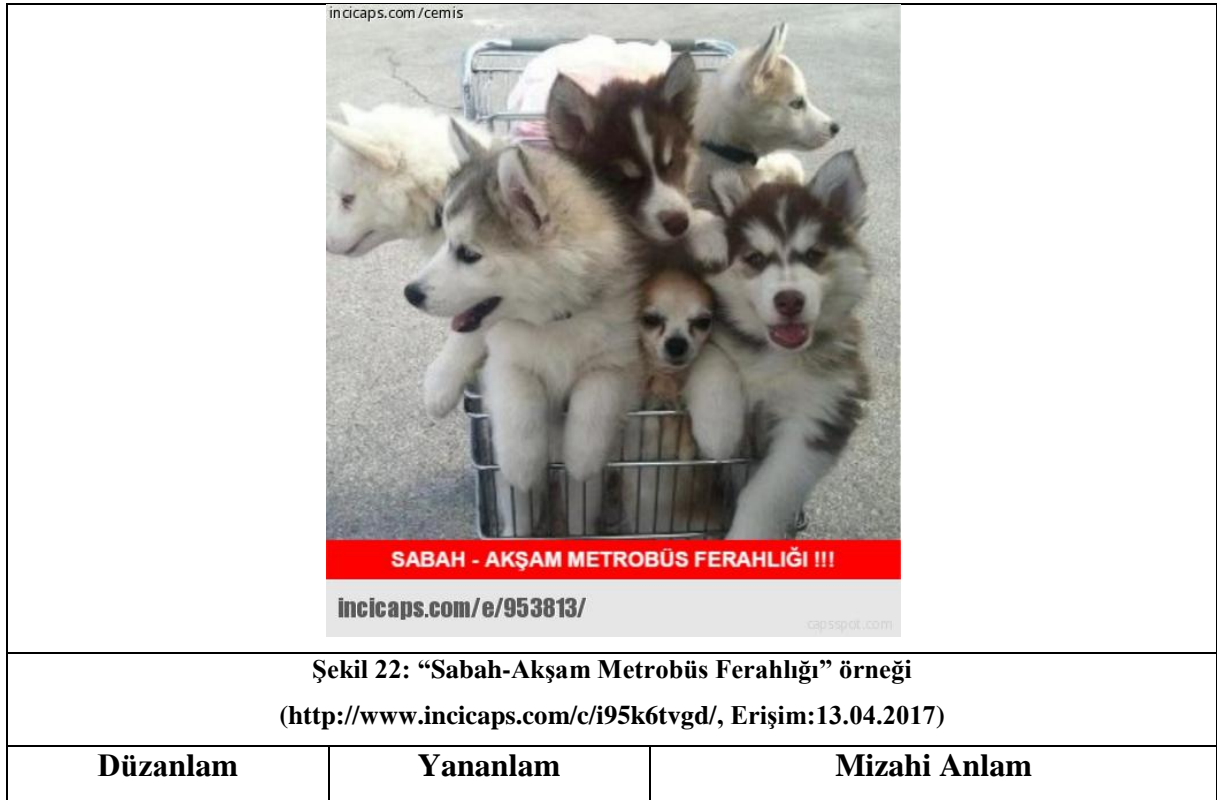 incicaps.com/cemis
SABAH - AKŞAM METROBÜS FERAHLIĞI !!!
incicaps.com/e/953813/
capsspot.com
Şekil 22: “Sabah-Akşam Metrobüs Ferahlığı” örneği
(http://www.incicaps.com/c/i95k6tvgd/, Erişim:13.04.2017)
Düzanlam Yananlam Mizahi Anlam